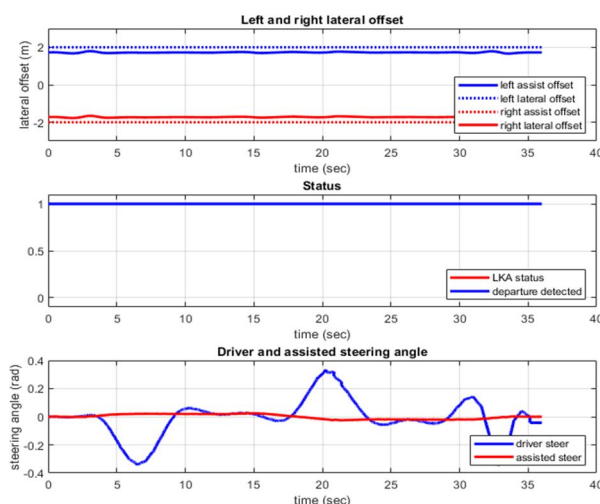 Left and right lateral offset
lateral offset (m)
2
0
-2
left assist offset
left lateral offset
right assist offset
right lateral offset
0 5 10 15 20 25 30 35 40
time (sec)
Status
1
0.5
0
LKA status
departure detected
0 5 10 15 20 25 30 35 40
time (sec)
Driver and assisted steering angle
steering angle (rad)
0.4
0.2
0
-0.2
-0.4
driver steer
assisted steer
0 5 10 15 20 25 30 35 40
time (sec)